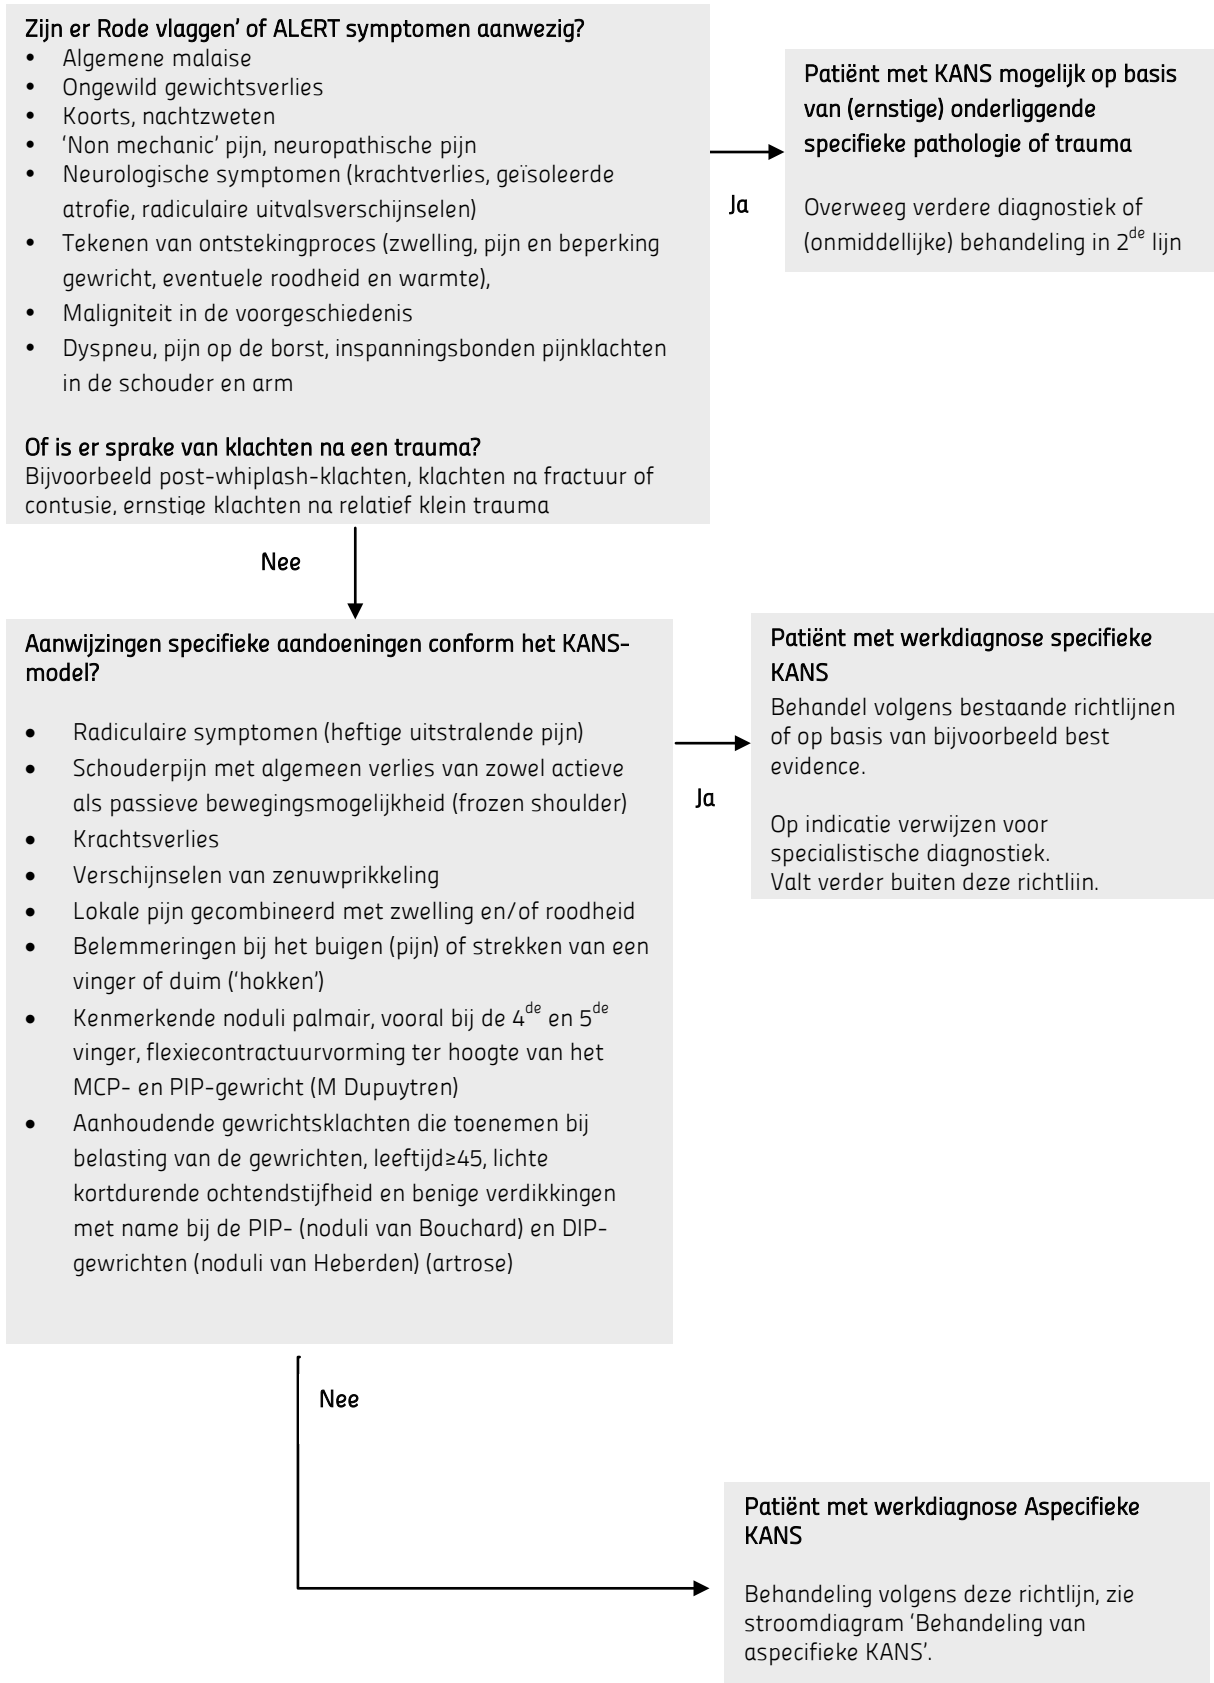 Zijn er Rode vlaggen’ of ALERT symptomen aanwezig?
• Algemene malaise
• Ongewild gewichtsverlies
• Koorts, nachtzweten
• ‘Non mechanic’ pijn, neuropathische pijn
• Neurologische symptomen (krachtverlies, geïsoleerde
atrofie, radiculaire uitvalsverschijnselen)
• Tekenen van ontstekingproces (zwelling, pijn en beperking
gewricht, eventuele roodheid en warmte),
• Maligniteit in de voorgeschiedenis
• Dyspneu, pijn op de borst, inspanningsbonden pijnklachten
in de schouder en arm
Of is er sprake van klachten na een trauma?
Bijvoorbeeld post-whiplash-klachten, klachten na fractuur of
contusie, ernstige klachten na relatief klein trauma
Ja
Patiënt met KANS mogelijk op basis
van (ernstige) onderliggende
specifieke pathologie of trauma
Overweeg verdere diagnostiek of
(onmiddellijke) behandeling in 2de lijn
Nee
Aanwijzingen specifieke aandoeningen conform het KANS-
model?
• Radiculaire symptomen (heftige uitstralende pijn)
• Schouderpijn met algemeen verlies van zowel actieve
als passieve bewegingsmogelijkheid (frozen shoulder)
• Krachtsverlies
• Verschijnselen van zenuwprikkeling
• Lokale pijn gecombineerd met zwelling en/of roodheid
• Belemmeringen bij het buigen (pijn) of strekken van een
vinger of duim (‘hokken’)
• Kenmerkende noduli palmair, vooral bij de 4de en 5de
vinger, flexiecontractuurvorming ter hoogte van het
MCP- en PIP-gewricht (M Dupuytren)
• Aanhoudende gewrichtsklachten die toenemen bij
belasting van de gewrichten, leeftijd≥45, lichte
kortdurende ochtendstijfheid en benige verdikkingen
met name bij de PIP- (noduli van Bouchard) en DIP-
gewrichten (noduli van Heberden) (artrose)
Ja
Patiënt met werkdiagnose specifieke
KANS
Behandel volgens bestaande richtlijnen
of op basis van bijvoorbeeld best
evidence.
Op indicatie verwijzen voor
specialistische diagnostiek.
Valt verder buiten deze richtlijn.
Nee
Patiënt met werkdiagnose Aspecifieke
KANS
Behandeling volgens deze richtlijn, zie
stroomdiagram ‘Behandeling van
aspecifieke KANS’.